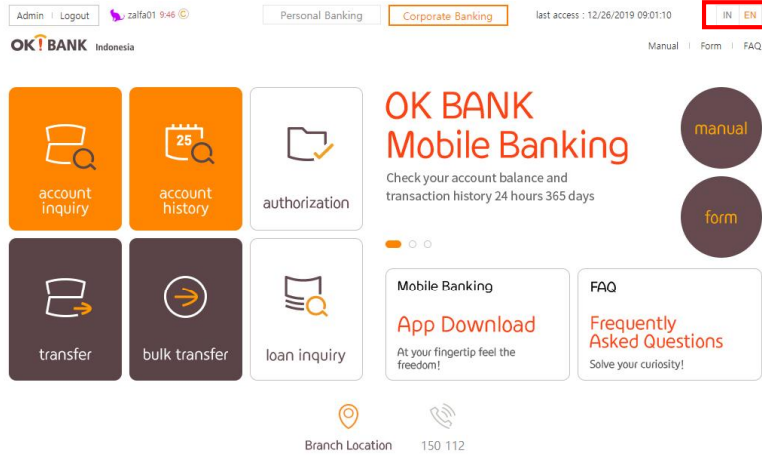 Admin | Logout zalfa01 9:46 Personal Banking Corporate Banking last access : 12/26/2019 09:01:10 IN EN
OK! BANK Indonesia
Manual | Form | FAQ
account
inquiry
25
account
history
authorization
OK BANK
Mobile Banking
Check your account balance and
transaction history 24 hours 365 days
manual
form
transfer
bulk transfer
loan inquiry
Mobile Banking
App Download
At your fingertip feel the
freedom!
FAQ
Frequently
Asked Questions
Solve your curiosity!
Branch Location
150 112